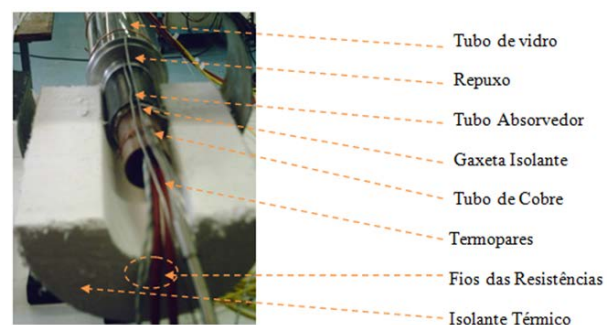 Tubo de vidro
Repuxo
Tubo Absorvedor
Gaxeta Isolante
Tubo de Cobre
Termopares
Fios das Resistências
Isolante Térmico